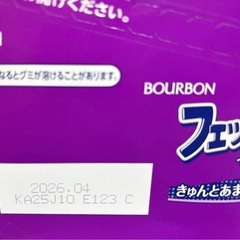 ください。
なるとグミが溶けることがあります。
BOURBON
フェッ
きゅんとあま
2026.04
KA25J10 E123 C